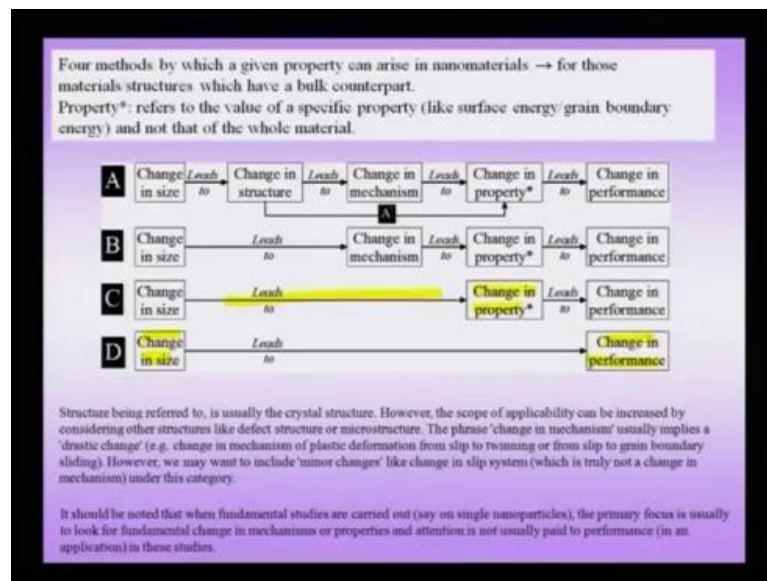 Four methods by which a given property can arise in nanomaterials → for those
materials/structures which have a bulk counterpart.
Property*: refers to the value of a specific property (like surface energy/grain boundary
energy) and not that of the whole material.
A Change in size Leads to Change in structure Leads to Change in mechanism Leads to Change in property* Leads to Change in performance
A'
B Change in size Leads to Change in mechanism Leads to Change in property* Leads to Change in performance
C Change in size Leads to Change in property* Leads to Change in performance
D Change in size Leads to Change in performance
Structure being referred to, is usually the crystal structure. However, the scope of applicability can be increased by
considering other structures like defect structure or microstructure. The phrase 'change in mechanism' usually implies a
'drastic change' (e.g. change in mechanism of plastic deformation from slip to twinning or from slip to grain boundary
sliding). However, we may want to include 'minor changes' like change in slip system (which is truly not a change in
mechanism) under this category.
It should be noted that when fundamental studies are carried out (say on single nanoparticles), the primary focus is usually
to look for fundamental change in mechanisms or properties and attention is not usually paid to performance (in an
application) in these studies.